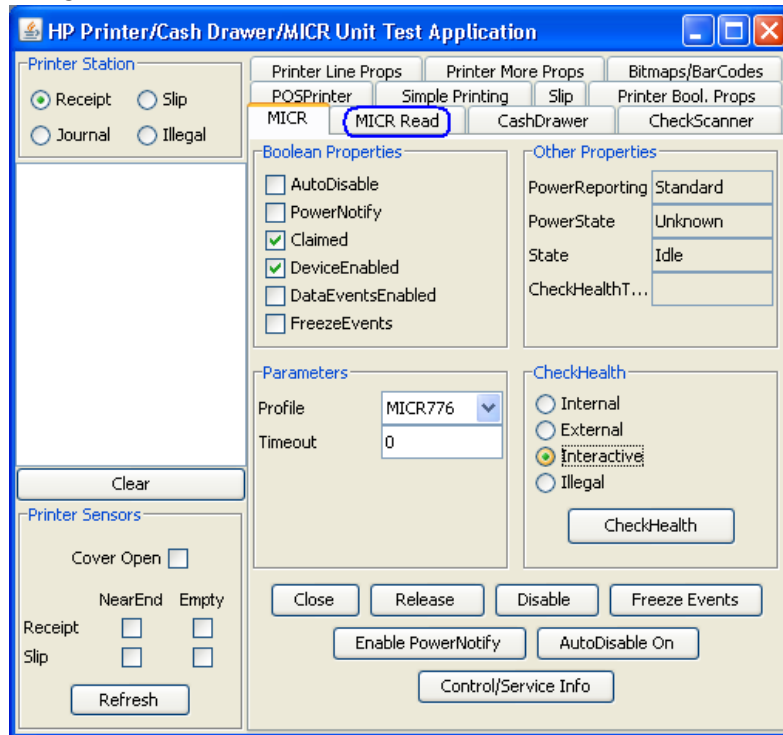 HP Printer/Cash Drawer/MICR Unit Test Application
Printer Station
Receipt Slip
Journal Illegal
Clear
Printer Sensors
Cover Open
NearEnd Empty
Receipt
Slip
Refresh
Printer Line Props Printer More Props Bitmaps/BarCodes
POSPrinter Simple Printing Slip Printer Bool. Props
MICR MICR Read CashDrawer CheckScanner
Boolean Properties
AutoDisable
PowerNotify
Claimed
DeviceEnabled
DataEventsEnabled
FreezeEvents
Other Properties
PowerReporting Standard
PowerState Unknown
State Idle
CheckHealthT...
Parameters
Profile MICR776
Timeout 0
CheckHealth
Internal
External
Interactive
Illegal
CheckHealth
Close Release Disable Freeze Events
Enable PowerNotify AutoDisable On
Control/Service Info